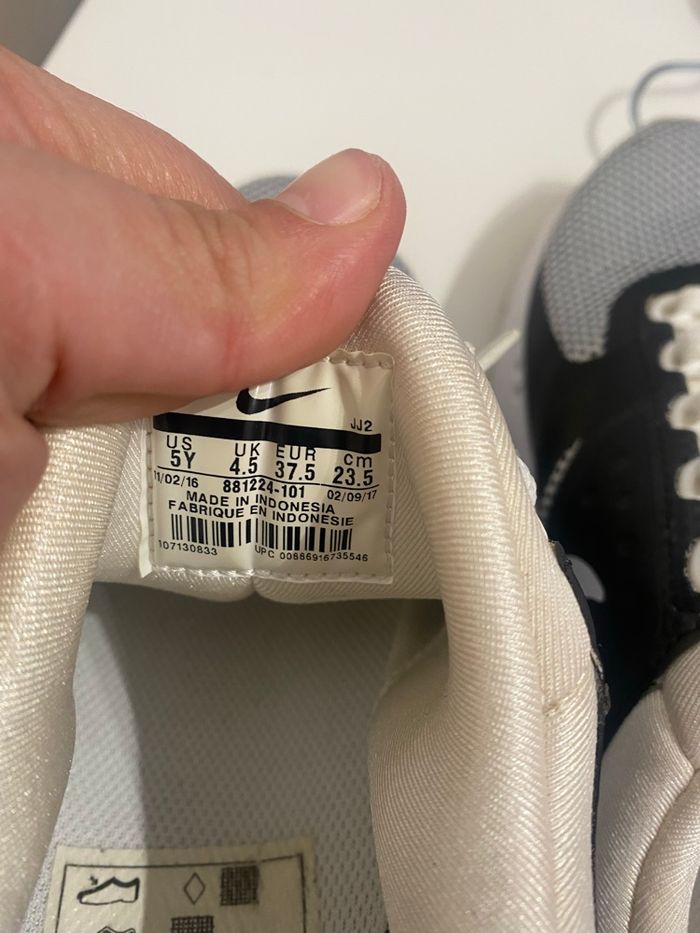 JJ2
US UK EUR cm
5Y 4.5 37.5 23.5
11/02/16 881224-101 02/09/17
MADE IN INDONESIA
FABRIQUE EN INDONESIE
107130833 UPC 00886916735546